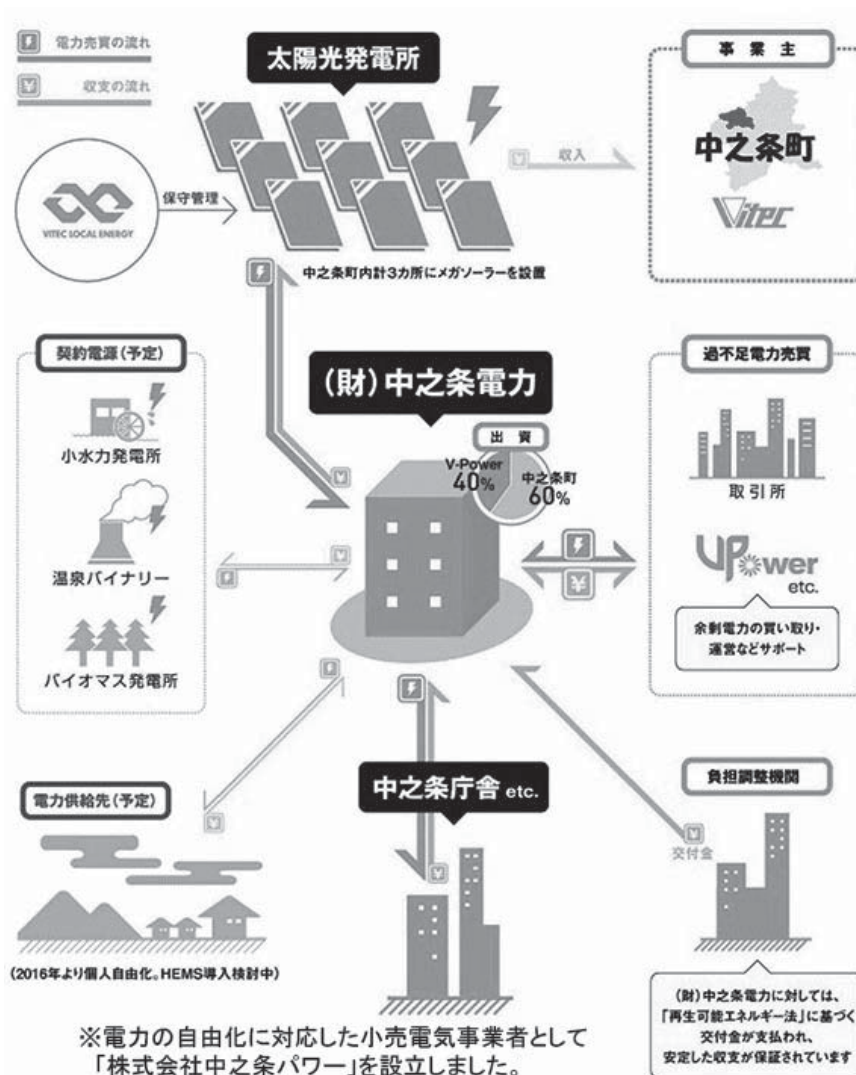 電力売買の流れ
収支の流れ
太陽光発電所
事業主
中之条町
Vitec
収入
VITEC LOCAL ENERGY
保守管理
中之条町内計3カ所にメガソーラーを設置
契約電源(予定)
小水力発電所
温泉バイナリー
バイオマス発電所
(財)中之条電力
出資
V-Power
40%
中之条町
60%
過不足電力売買
取引所
VPower
etc.
余剰電力の買い取り・
運営などサポート
電力供給先(予定)
(2016年より個人自由化。HEMS導入検討中)
中之条庁舎 etc.
負担調整機関
交付金
(財)中之条電力に対しては、
「再生可能エネルギー法」に基づく
交付金が支払われ、
安定した収支が保証されています
※電力の自由化に対応した小売電気事業者として
「株式会社中之条パワー」を設立しました。